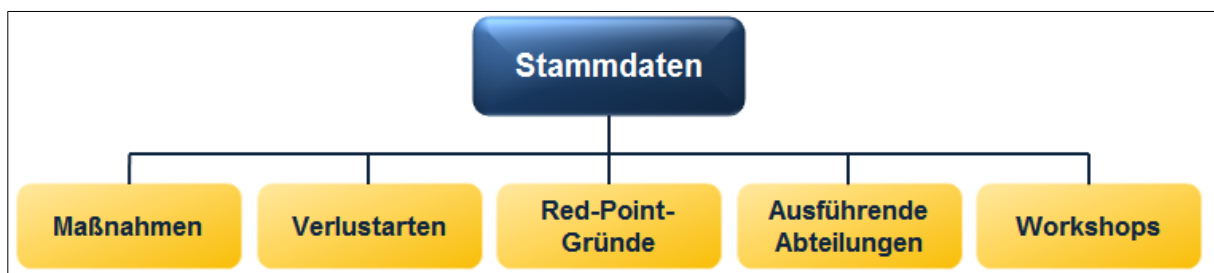 Stammdaten
Maßnahmen
Verlustarten
Red-Point-
Gründe
Ausführende
Abteilungen
Workshops